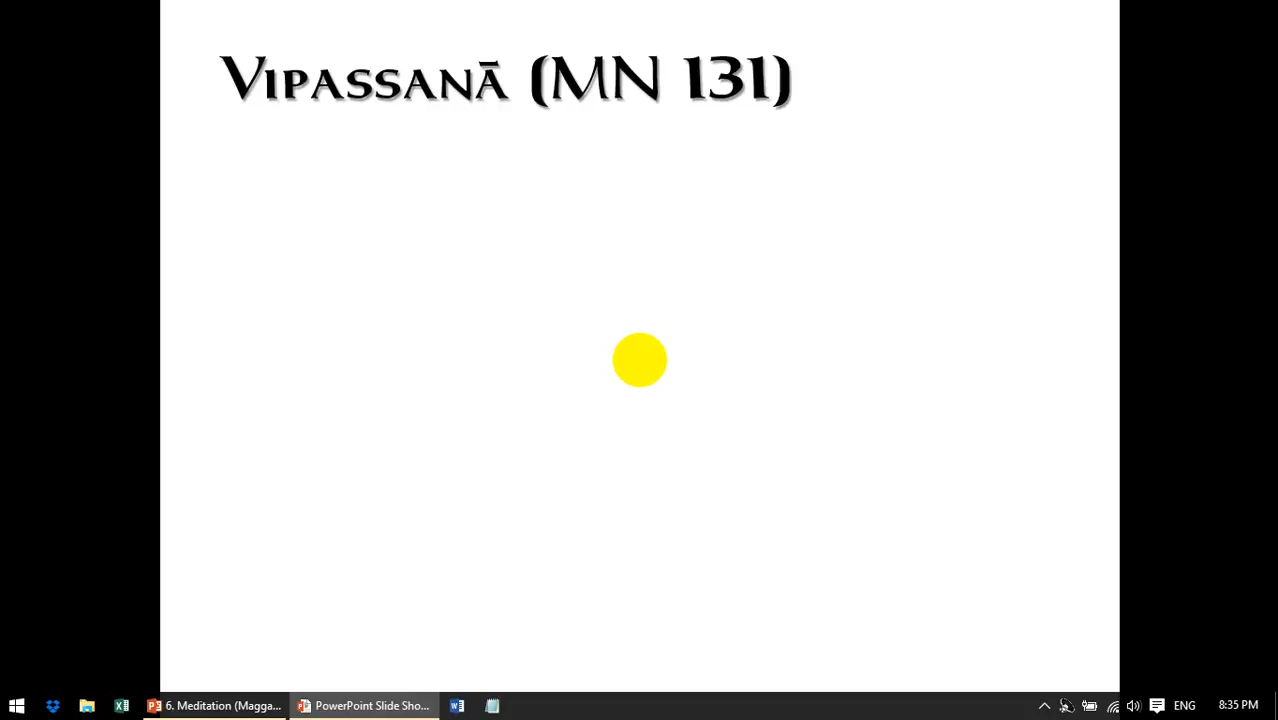 Vipassanā (MN 131)
6. Meditation (Magga...
PowerPoint Slide Sho...
ENG
8:35 PM